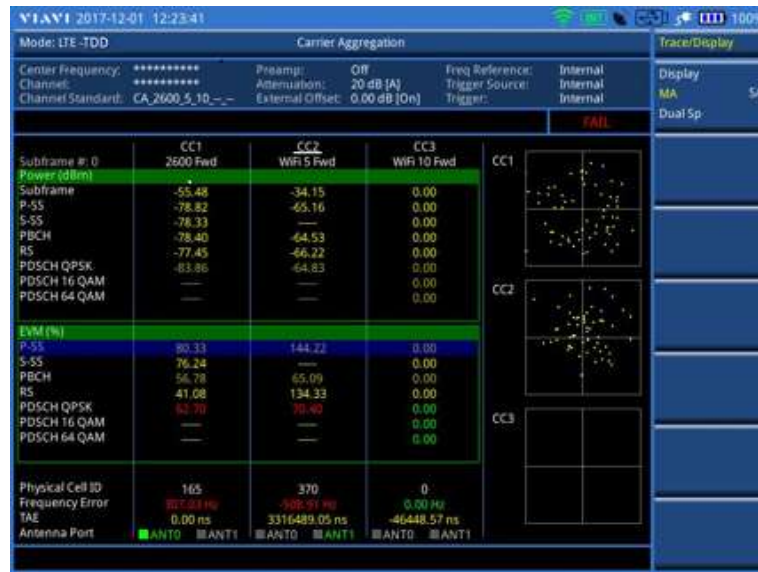 VIAVI 2017-12-01 12:23:41 100%
Mode: LTE -TDD Carrier Aggregation Trace/Display
Center Frequency: ********** Preamp: Off Freq Reference: Internal
Channel: ********** Attenuation: 20 dB [A] Trigger Source: Internal
Channel Standard: CA_2600_5_10_--_-- External Offset: 0.00 dB [On] Trigger: Internal
Display
MA
Dual Sp
FAIL
CC1 CC2 CC3
Subframe #: 0 2600 Fwd WiFi 5 Fwd WiFi 10 Fwd
Power (dBm)
Subframe -55.48 -34.15 0.00
P-SS -78.82 -65.16 0.00
S-SS -78.33 ---- 0.00
PBCH -78.40 -64.53 0.00
RS -77.45 -66.22 0.00
PDSCH QPSK -83.86 -64.83 0.00
PDSCH 16 QAM ---- ---- 0.00
PDSCH 64 QAM ---- ---- 0.00
EVM (%)
P-SS 80.33 144.22 0.00
S-SS 76.24 ---- 0.00
PBCH 56.78 65.09 0.00
RS 41.08 134.33 0.00
PDSCH QPSK 62.70 70.40 0.00
PDSCH 16 QAM ---- ---- 0.00
PDSCH 64 QAM ---- ---- 0.00
CC1
CC2
CC3
Physical Cell ID 165 370 0
Frequency Error 0.00 Hz
TAE 0.00 ns 3316489.05 ns -46448.57 ns
Antenna Port ANT0 ANT1 ANT0 ANT1 ANT0 ANT1